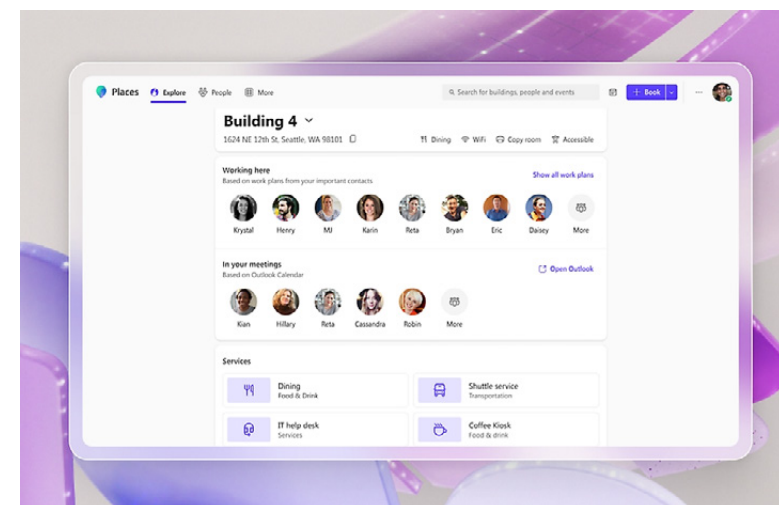 Places Explore People More Search for buildings, people and events + Book ...
Building 4
1624 NE 12th St. Seattle, WA 98101 Dining WiFi Copy room Accessible
Working here
Based on work plans from your important contacts
Show all work plans
Krystal Henry MJ Karin Reta Bryan Eric Daisey More
In your meetings
Based on Outlook Calendar
Open Outlook
Kian Hillary Reta Cassandra Robin More
Services
Dining
Food & Drink
Shuttle service
Transportation
IT help desk
Services
Coffee Kiosk
Food & drink